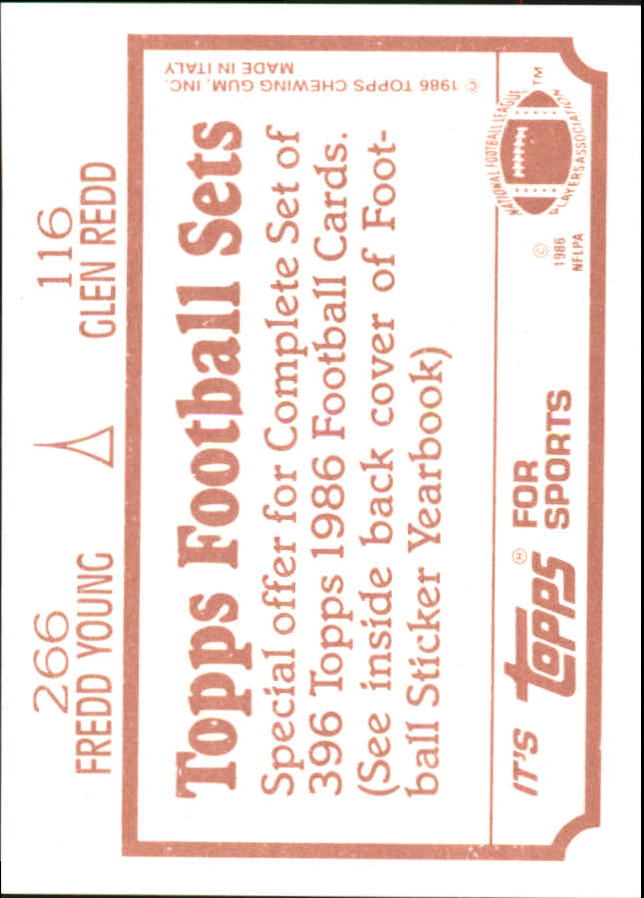 266
FREDD YOUNG
116
GLEN REDD
© 1986 TOPPS CHEWING GUM, INC.
MADE IN ITALY
Topps Football Sets
Special offer for Complete Set of
396 Topps 1986 Football Cards.
(See inside back cover of Foot-
ball Sticker Yearbook)
IT'S Topps® FOR
SPORTS
© 1986
NFLPA
NATIONAL FOOTBALL LEAGUE
PLAYERS ASSOCIATION
TM